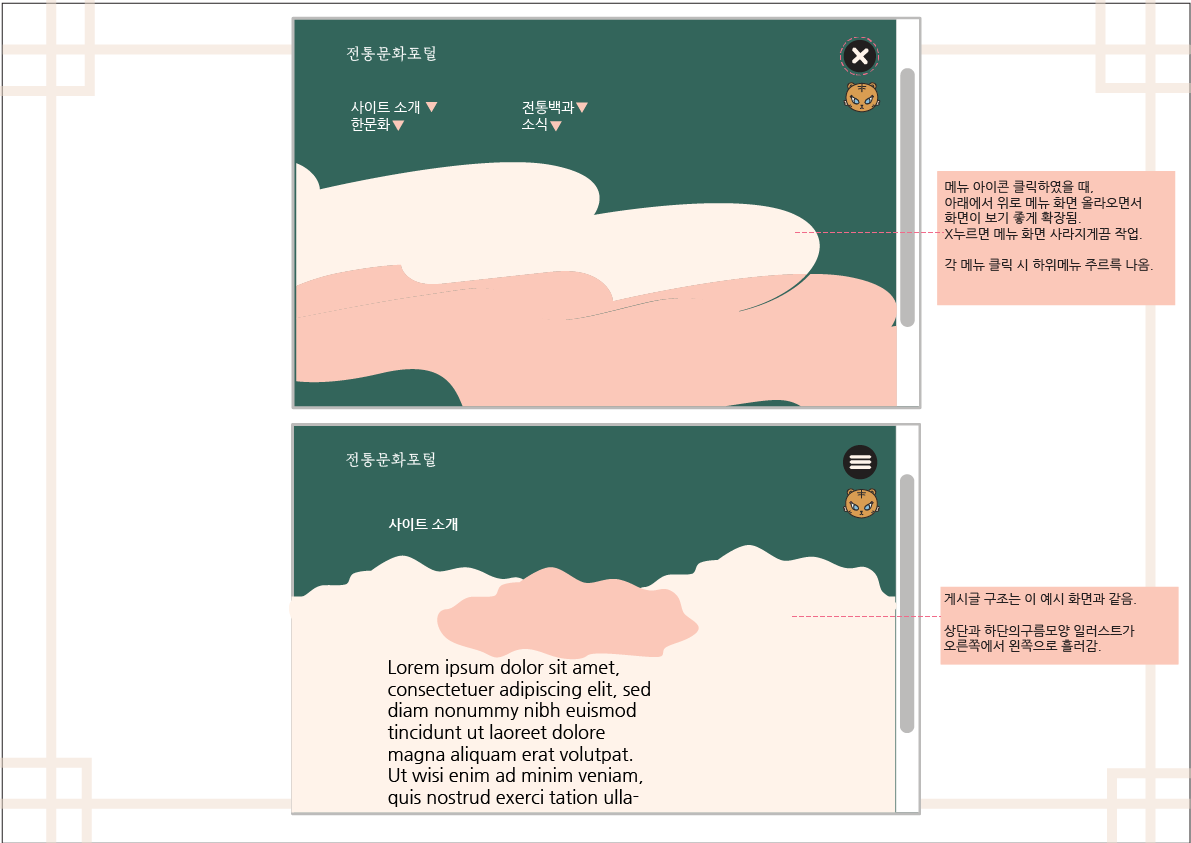 전통문화포털
사이트 소개▼
전통백과▼
한문화▼
소식▼
메뉴 아이콘 클릭하였을 때,
아래에서 위로 메뉴 화면 올라오면서
화면이 보기 좋게 확장됨.
X누르면 메뉴 화면 사라지게끔 작업.
각 메뉴 클릭 시 하위메뉴 주르륵 나옴.
전통문화포털
사이트 소개
Lorem ipsum dolor sit amet,
consectetuer adipiscing elit, sed
diam nonummy nibh euismod
tincidunt ut laoreet dolore
magna aliquam erat volutpat.
Ut wisi enim ad minim veniam,
quis nostrud exerci tation ulla-
게시글 구조는 이 예시 화면과 같음.
상단과 하단의구름모양 일러스트가
오른쪽에서 왼쪽으로 흘러감.